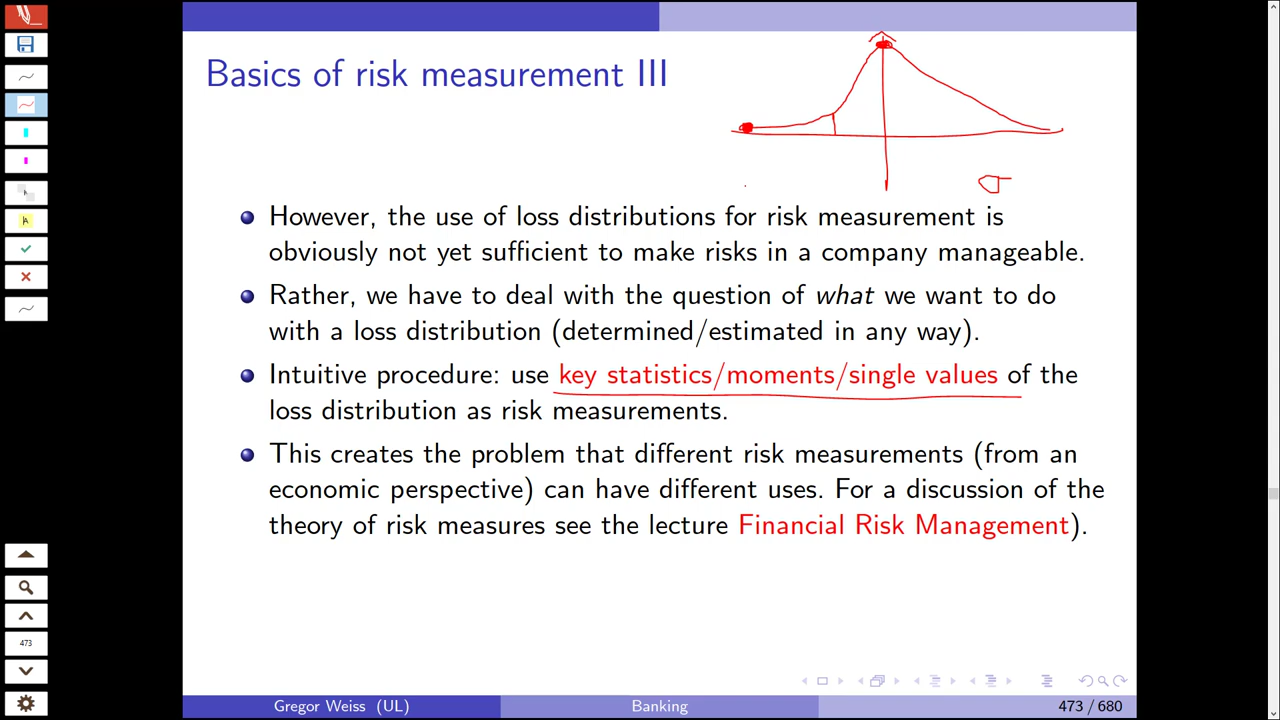 Basics of risk measurement III
σ
However, the use of loss distributions for risk measurement is
obviously not yet sufficient to make risks in a company manageable.
Rather, we have to deal with the question of what we want to do
with a loss distribution (determined/estimated in any way).
Intuitive procedure: use key statistics/moments/single values of the
loss distribution as risk measurements.
This creates the problem that different risk measurements (from an
economic perspective) can have different uses. For a discussion of the
theory of risk measures see the lecture Financial Risk Management).
473
Gregor Weiss (UL) Banking 473 / 680